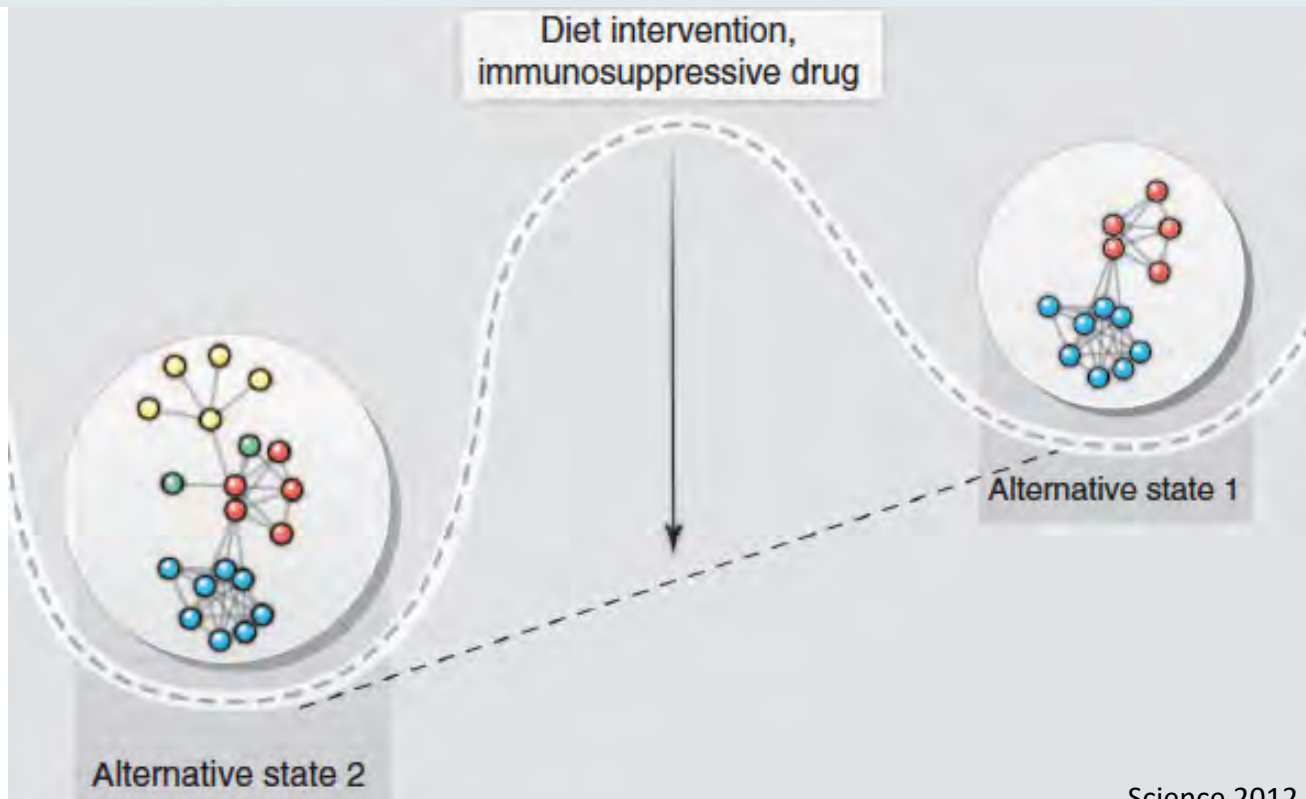 Diet intervention,
immunosuppressive drug
Alternative state 1
Alternative state 2
Science 2012